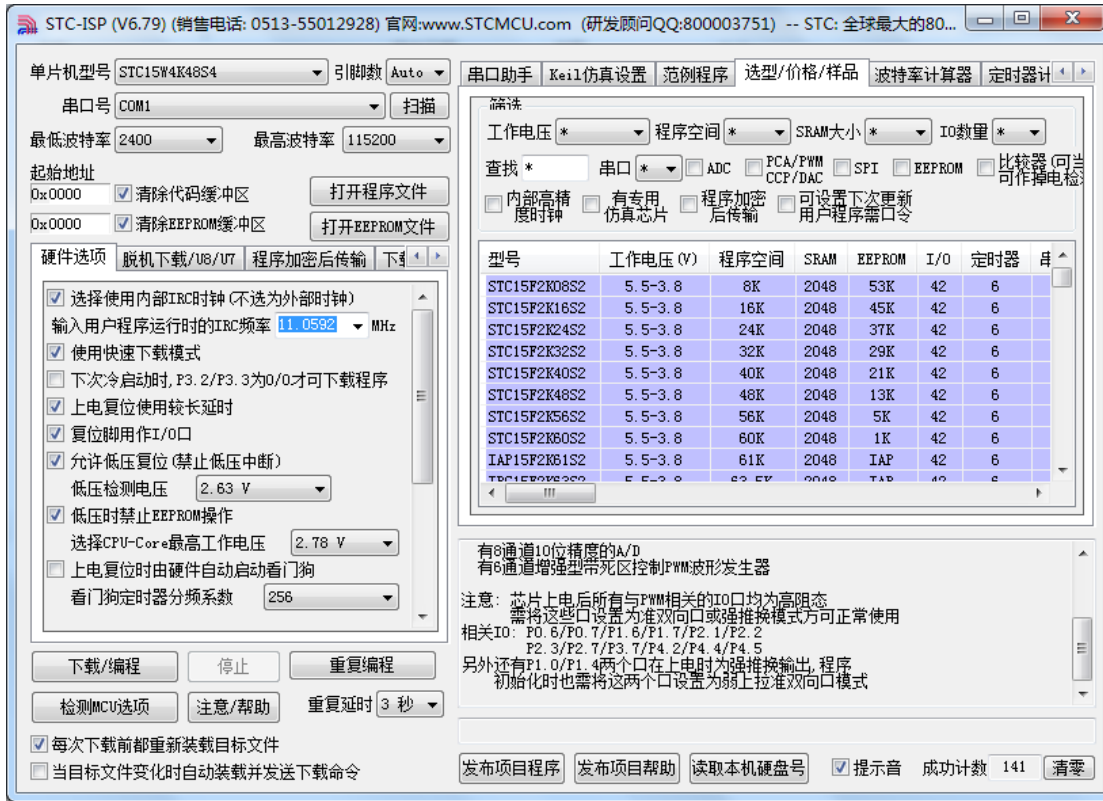 STC-ISP (V6.79) (销售电话: 0513-55012928) 官网:www.STCMCU.com (研发顾问QQ:800003751) -- STC: 全球最大的80...
单片机型号 STC15W4K48S4 引脚数 Auto
串口号 COM1 扫描
最低波特率 2400 最高波特率 115200
起始地址
0x0000 清除代码缓冲区 打开程序文件
0x0000 清除EEPROM缓冲区 打开EEPROM文件
硬件选项 脱机下载/U8/U7 程序加密后传输
选择使用内部IRC时钟(不选为外部时钟)
输入用户程序运行时的IRC频率 11.0592 MHz
使用快速下载模式
下次冷启动时,P3.2/P3.3为0/0才可下载程序
上电复位使用较长延时
复位脚用作I/O口
允许低压复位(禁止低压中断)
低压检测电压 2.63 V
低压时禁止EEPROM操作
选择CPU-Core最高工作电压 2.78 V
上电复位时由硬件自动启动看门狗
看门狗定时器分频系数 256
下载/编程 停止 重复编程
检测MCU选项 注意/帮助 重复延时 3 秒
每次下载前都重新装载目标文件
当目标文件变化时自动装载并发送下载命令
串口助手 Keil仿真设置 范例程序 选型/价格/样品 波特率计算器 定时器计
筛选
工作电压 * 程序空间 * SRAM大小 * IO数量 *
查找 * 串口 * ADC PCA/PWM SPI EEPROM 比较器(可当
CCP/DAC 可作掉电检
内部高精 有专用 程序加密 可设置下次更新
度时钟 仿真芯片 后传输 用户程序需口令
型号 工作电压(V) 程序空间 SRAM EEPROM I/O 定时器
STC15F2K08S2 5.5-3.8 8K 2048 53K 42 6
STC15F2K16S2 5.5-3.8 16K 2048 45K 42 6
STC15F2K24S2 5.5-3.8 24K 2048 37K 42 6
STC15F2K32S2 5.5-3.8 32K 2048 29K 42 6
STC15F2K40S2 5.5-3.8 40K 2048 21K 42 6
STC15F2K48S2 5.5-3.8 48K 2048 13K 42 6
STC15F2K56S2 5.5-3.8 56K 2048 5K 42 6
STC15F2K60S2 5.5-3.8 60K 2048 1K 42 6
IAP15F2K61S2 5.5-3.8 61K 2048 IAP 42 6
有8通道10位精度的A/D
有6通道增强型带死区控制PWM波形发生器
注意: 芯片上电后所有与PWM相关的IO口均为高阻态
需将这些口设置为准双向口或强推挽模式方可正常使用
相关IO: P0.6/P0.7/P1.6/P1.7/P2.1/P2.2
P2.3/P2.7/P3.7/P4.2/P4.4/P4.5
另外还有P1.0/P1.4两个口在上电时为强推挽输出,程序
初始化时也需将这两个口设置为弱上拉准双向口模式
发布项目程序 发布项目帮助 读取本机硬盘号 提示音 成功计数 141 清零